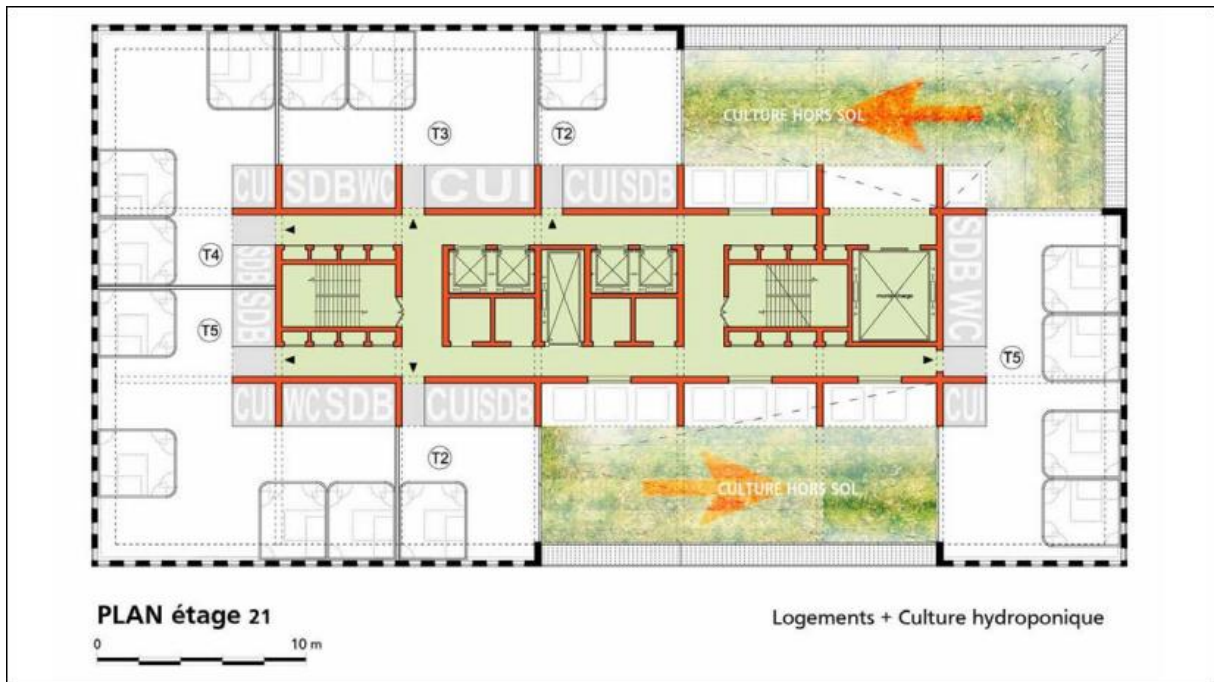 CULTURE HORS SOL
T3
T2
CUI SDB WC CUI CUI SDB
T4
SDB
SDB
SDB WC
T5
T5
CUI WC SDB CUI SDB CUI
T2
CULTURE HORS SOL
PLAN étage 21
Logements + Culture hydroponique
0 10 m